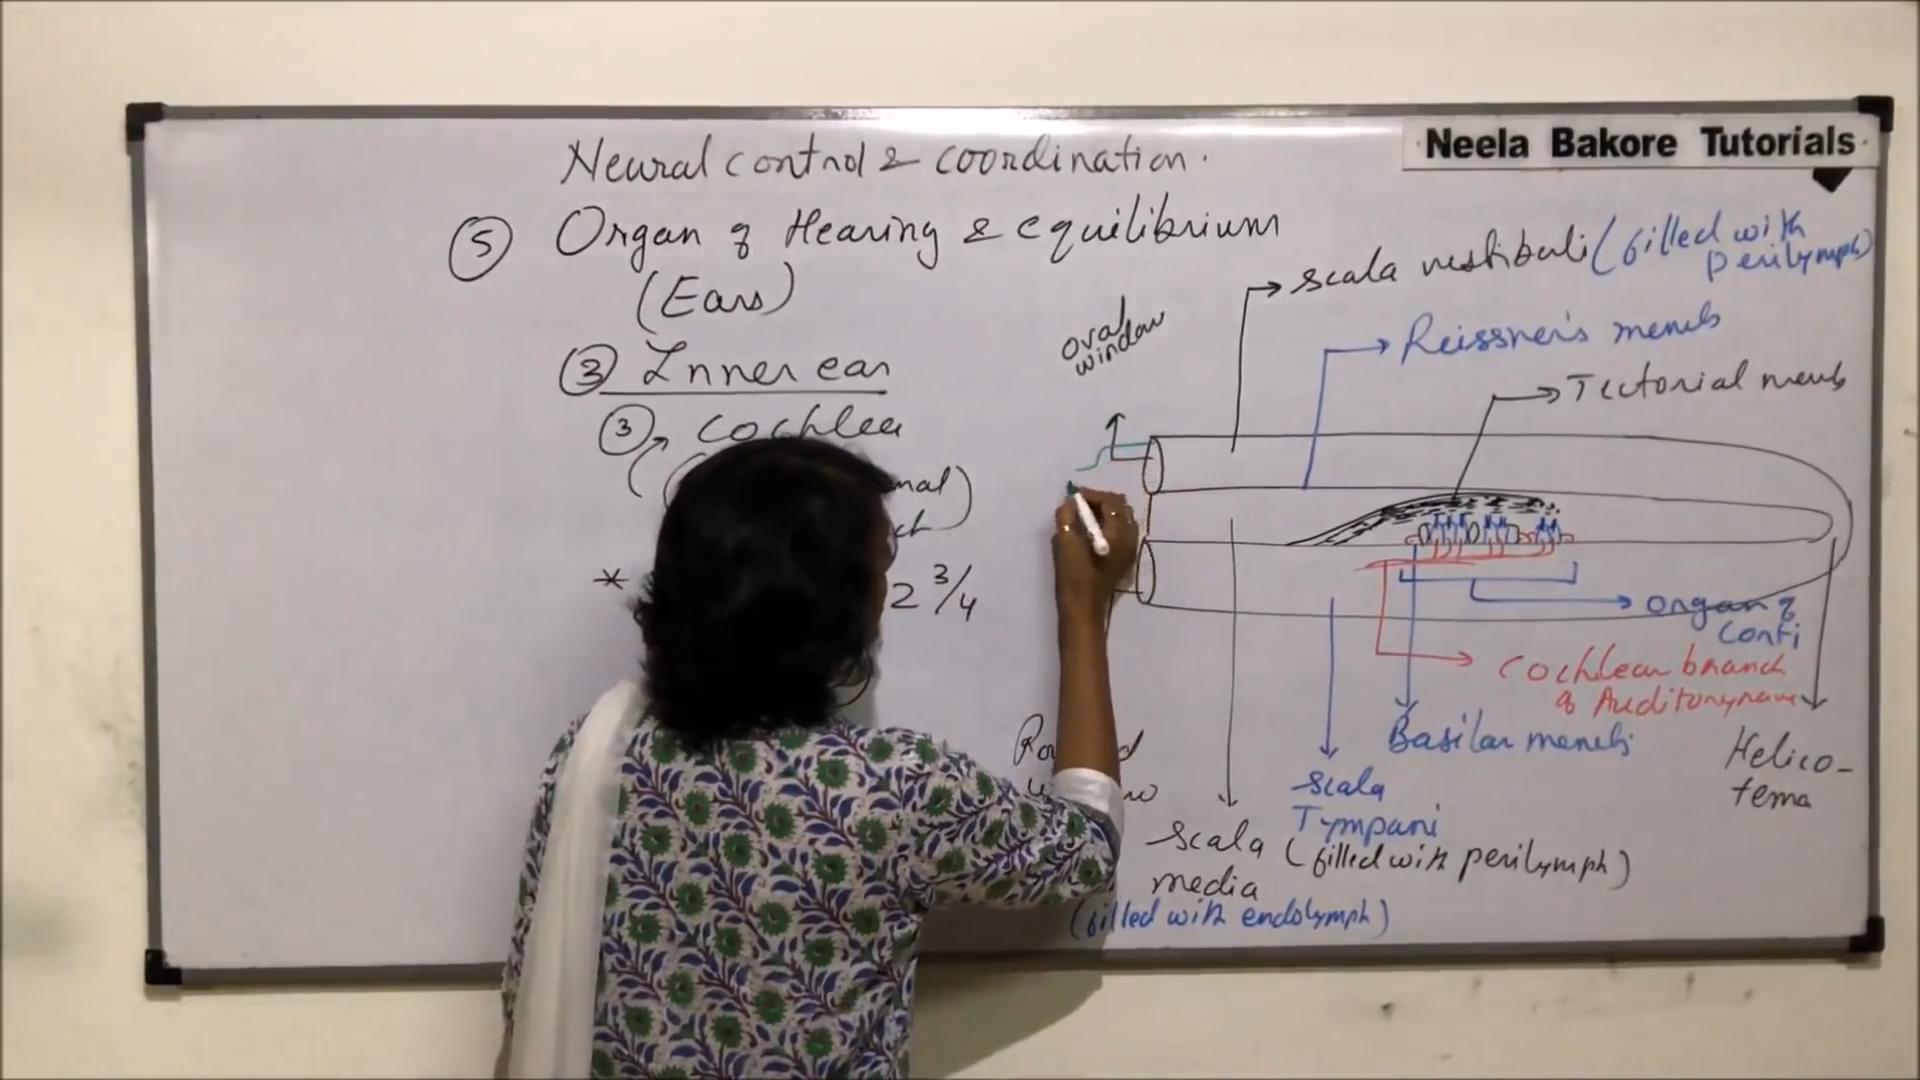 Neela Bakore Tutorials
Neural control & coordination.
⑤ Organ of Hearing & equilibrium
(Ears)
③ Inner ear
③ Cochlea
2 3/4
scala vestibuli (filled with
perilymph)
oval
window
Reissner's memb
Tectorial memb
organ of
Corti
Cochlear branch
of Auditory nerve
Basilar memb
Helico-
tema
scala
Tympani
(filled with perilymph)
scala
media
(filled with endolymph)